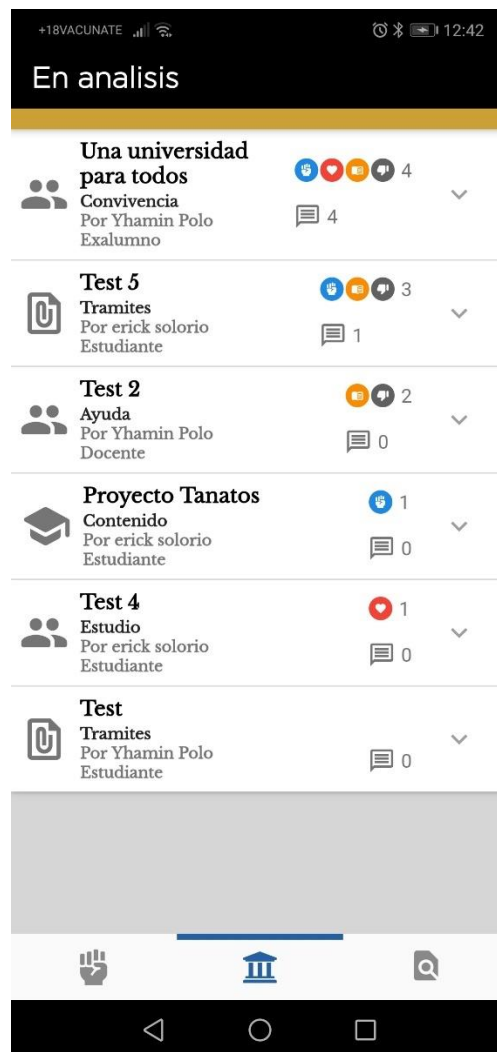 +18VACUNATE 12:42
En analisis
Una universidad
para todos
4
Convivencia
Por Yhamin Polo
4
Exalumno
Test 5
3
Tramites
Por erick solorio
1
Estudiante
Test 2
2
Ayuda
Por Yhamin Polo
0
Docente
Proyecto Tanatos
1
Contenido
Por erick solorio
0
Estudiante
Test 4
1
Estudio
Por erick solorio
0
Estudiante
Test
Tramites
Por Yhamin Polo
0
Estudiante